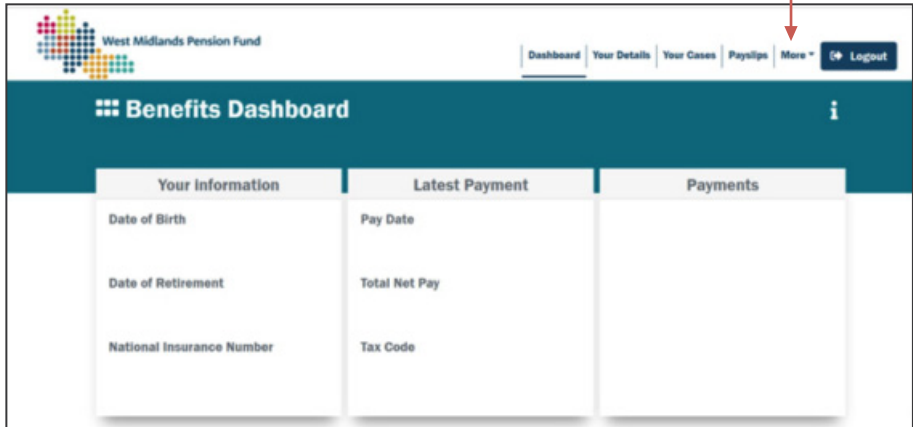 West Midlands Pension Fund
Dashboard Your Details Your Cases Payslips More Logout
Benefits Dashboard
Your Information Latest Payment Payments
Date of Birth Pay Date
Date of Retirement Total Net Pay
National Insurance Number Tax Code